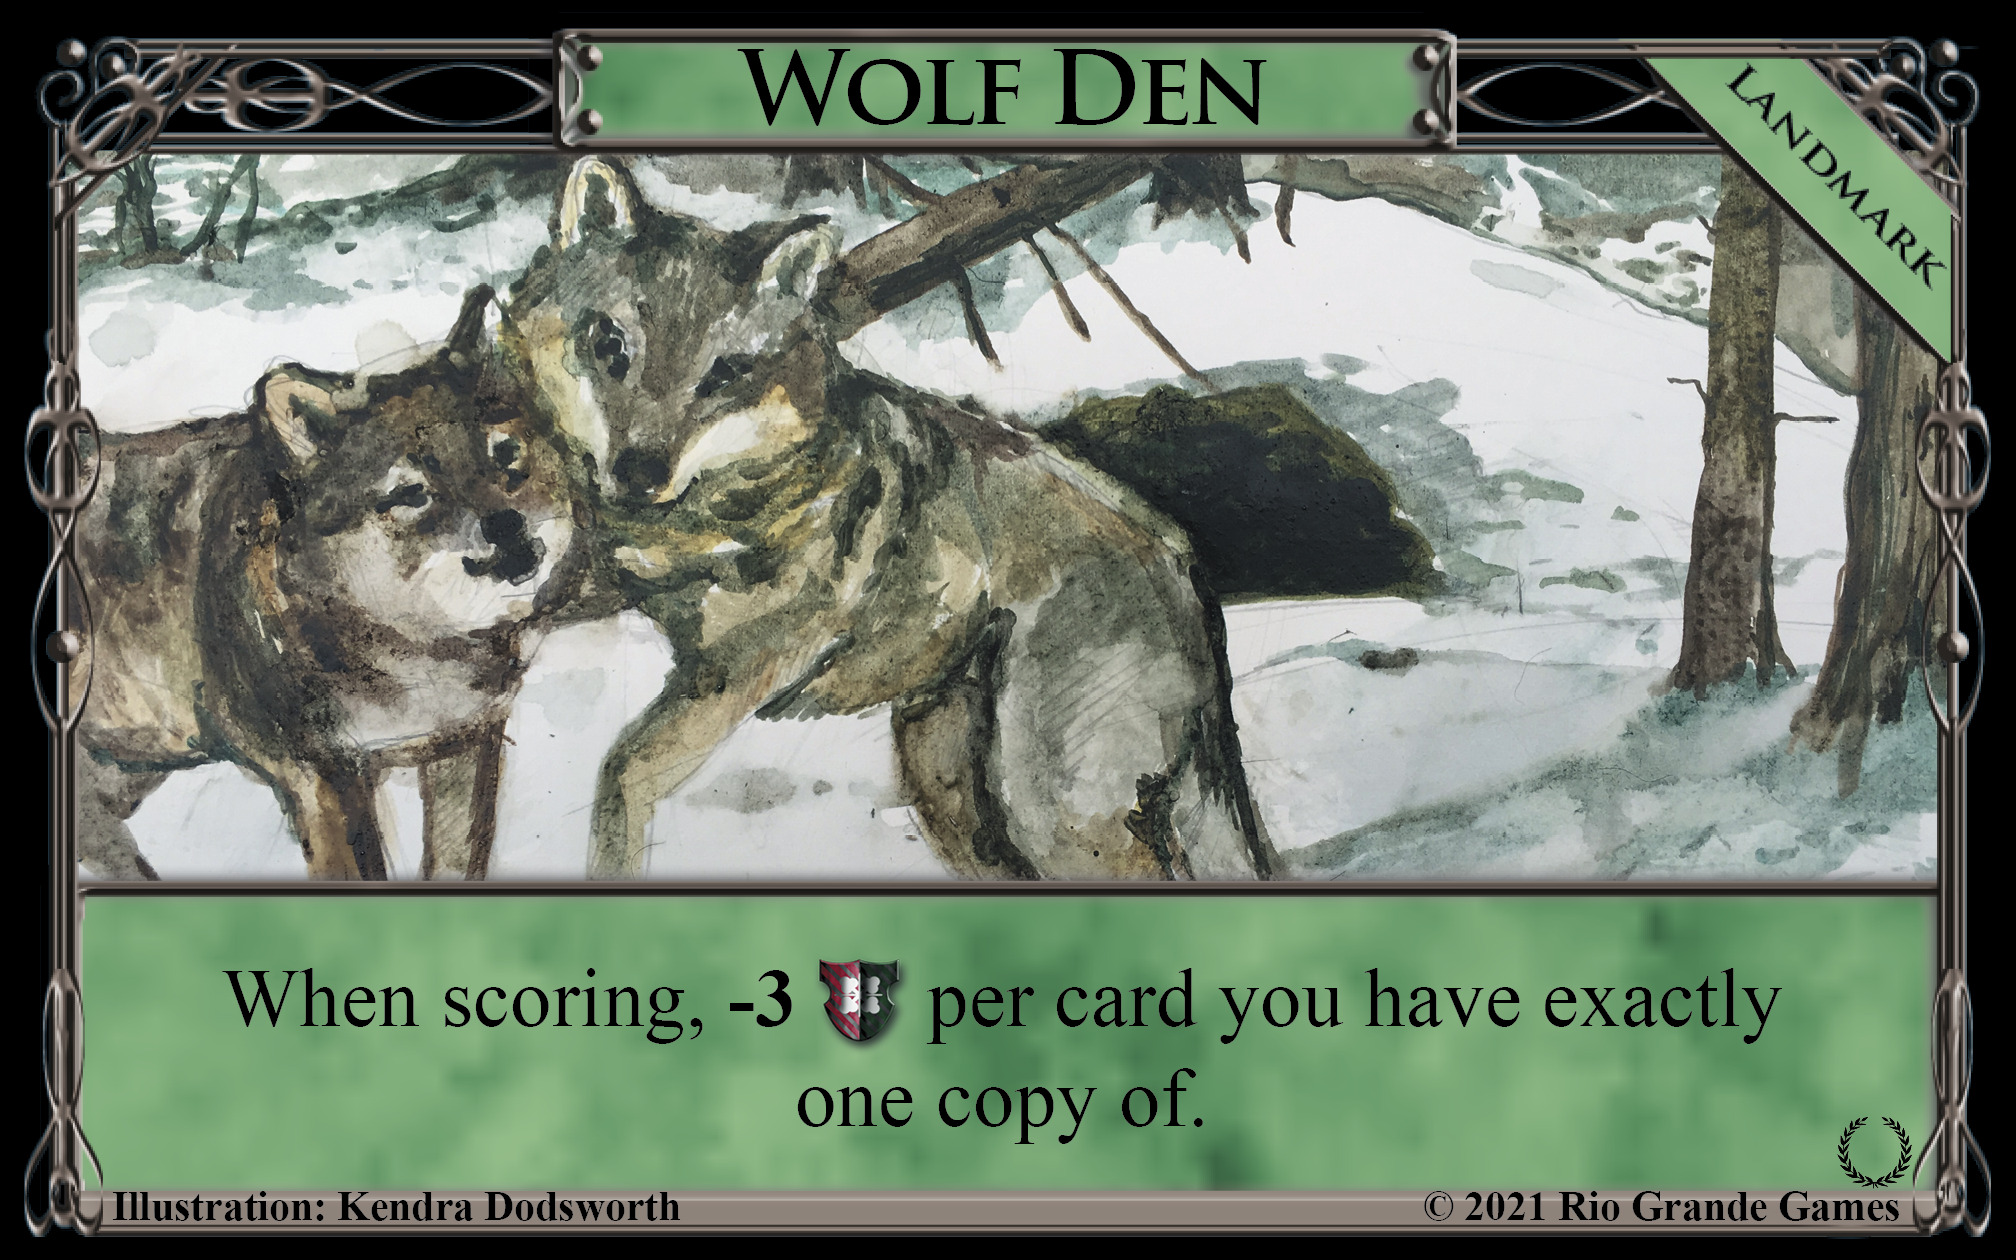 WOLF DEN
LANDMARK
When scoring, -3 per card you have exactly
one copy of.
Illustration: Kendra Dodsworth
© 2021 Rio Grande Games